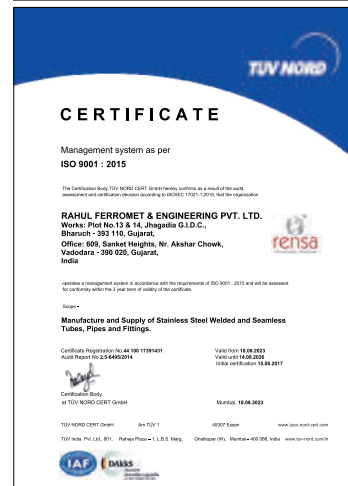 TUV NORD
CERTIFICATE
Management system as per
ISO 9001 : 2015
The Certification Body TÜV NORD CERT GmbH hereby confirms as a result of the audit,
assessment and certification decision according to ISO/IEC 17021-1:2015, that the organization
RAHUL FERROMET & ENGINEERING PVT. LTD.
Works: Plot No.13 & 14, Jhagadia G.I.D.C.,
Bharuch - 393 110, Gujarat,
Office: 609, Sanket Heights, Nr. Akshar Chowk,
Vadodara - 390 020, Gujarat,
India
rensa
operates a management system in accordance with the requirements of ISO 9001 : 2015 and will be assessed
for conformity within the 3 year term of validity of the certificate.
Scope
Manufacture and Supply of Stainless Steel Welded and Seamless
Tubes, Pipes and Fittings.
Certificate Registration No.44 100 17391431
Audit Report No.2.5-6495/2014
Valid from 18.08.2023
Valid until 14.08.2026
Initial certification 15.08.2017
Certification Body
at TÜV NORD CERT GmbH
Mumbai, 18.08.2023
TÜV NORD CERT GmbH Am TÜV 1 45307 Essen www.tuev-nord-cert.com
TUV India Pvt. Ltd., 801, Raheja Plaza – 1, L.B.S. Marg, Ghatkopar (W), Mumbai – 400 086, India www.tuv-nord.com/in
IAF
DAkkS
Deutsche
Akkreditierungsstelle